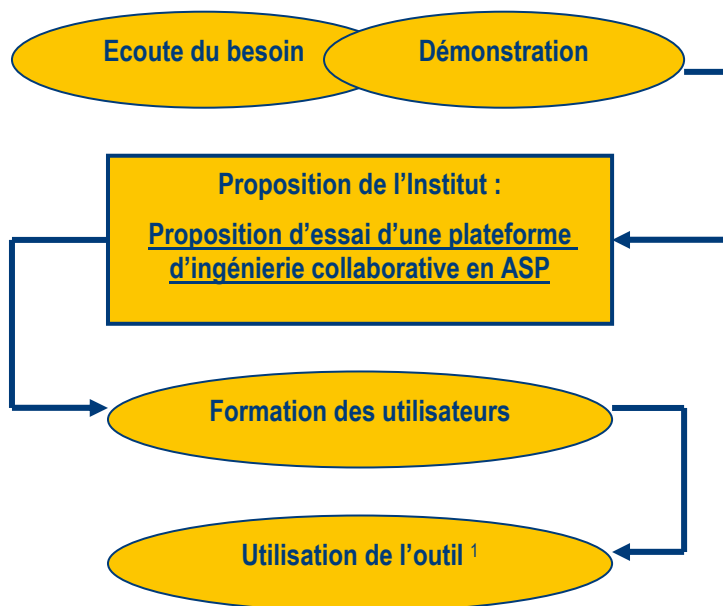 Ecoute du besoin
Démonstration
Proposition de l’Institut :
Proposition d’essai d’une plateforme
d’ingénierie collaborative en ASP
Formation des utilisateurs
Utilisation de l’outil ¹